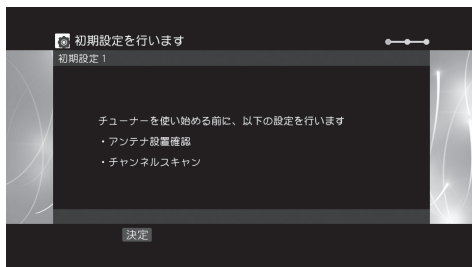 初期設定を行います
初期設定 1
チューナーを使い始める前に、以下の設定を行います
・アンテナ設置確認
・チャンネルスキャン
決定